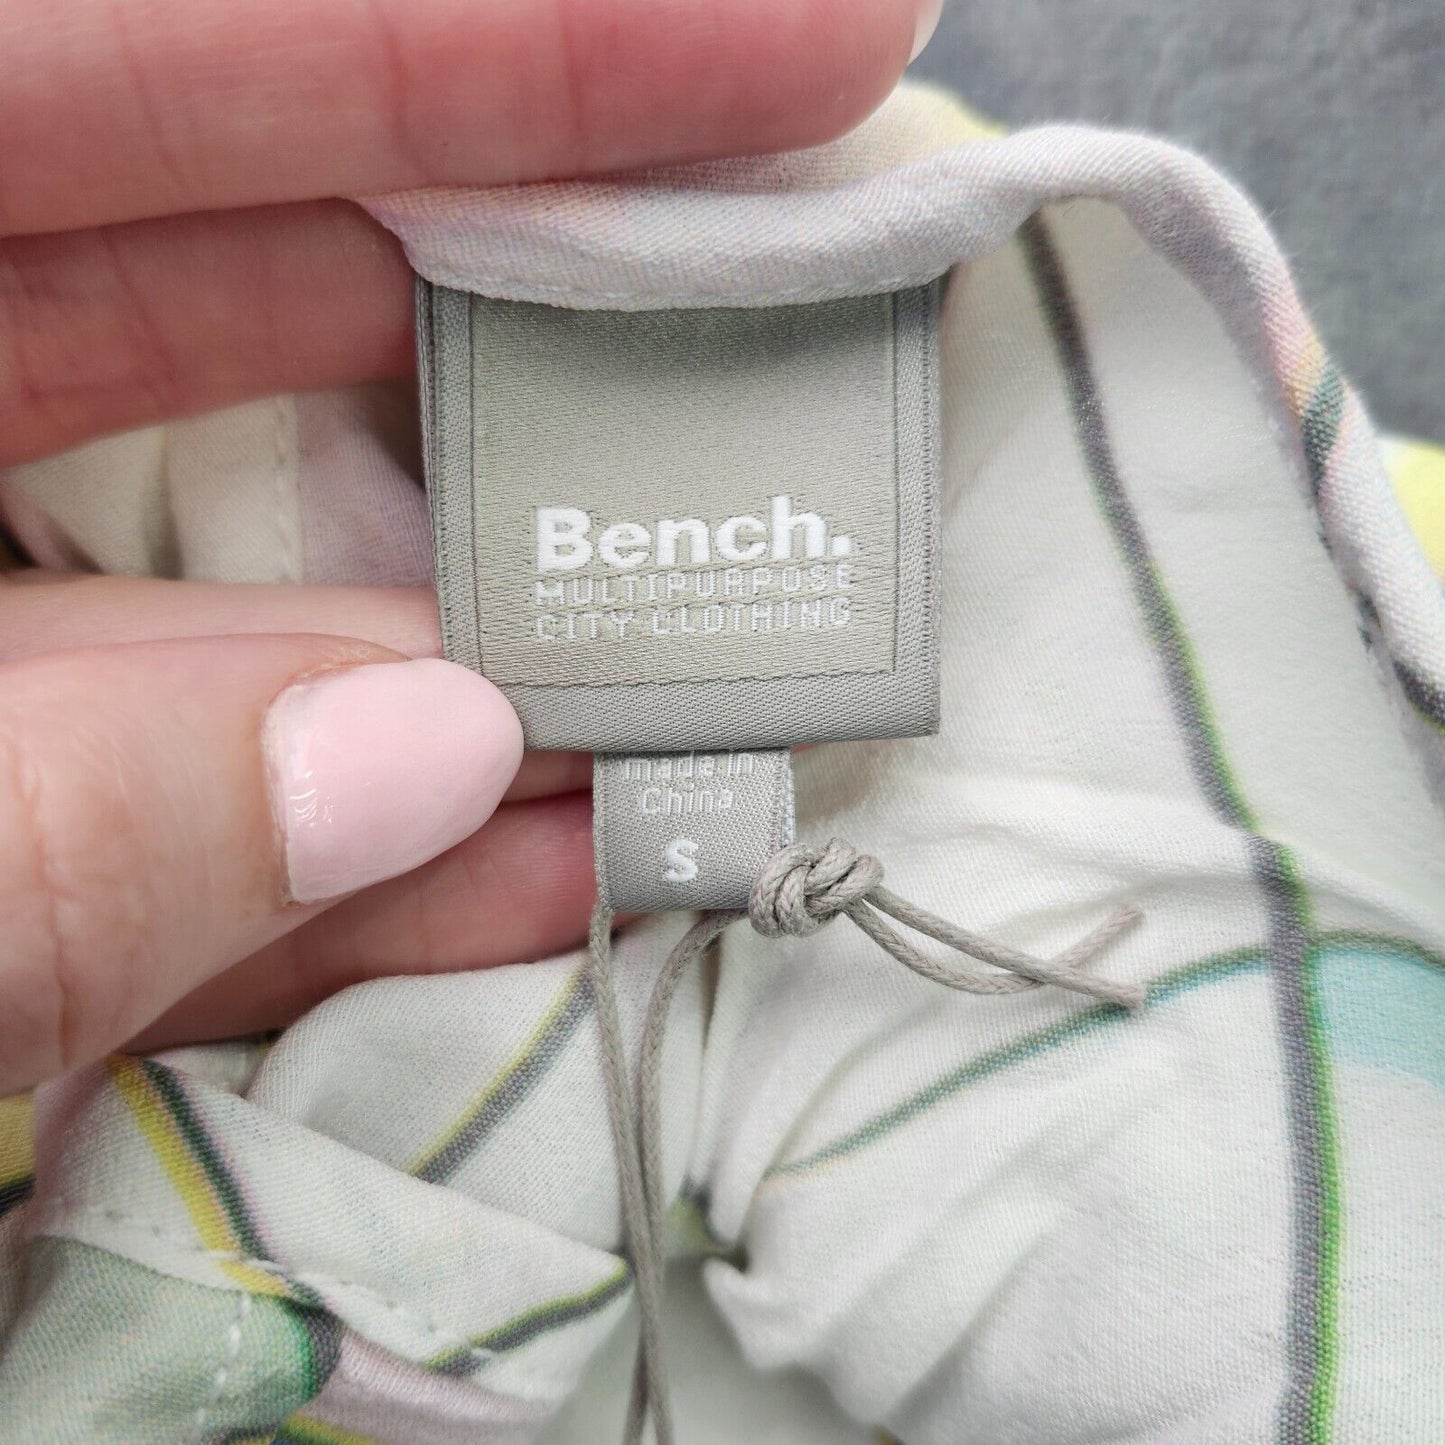 Bench.
MULTIPURPOSE
CITY CLOTHING
made in
China
S